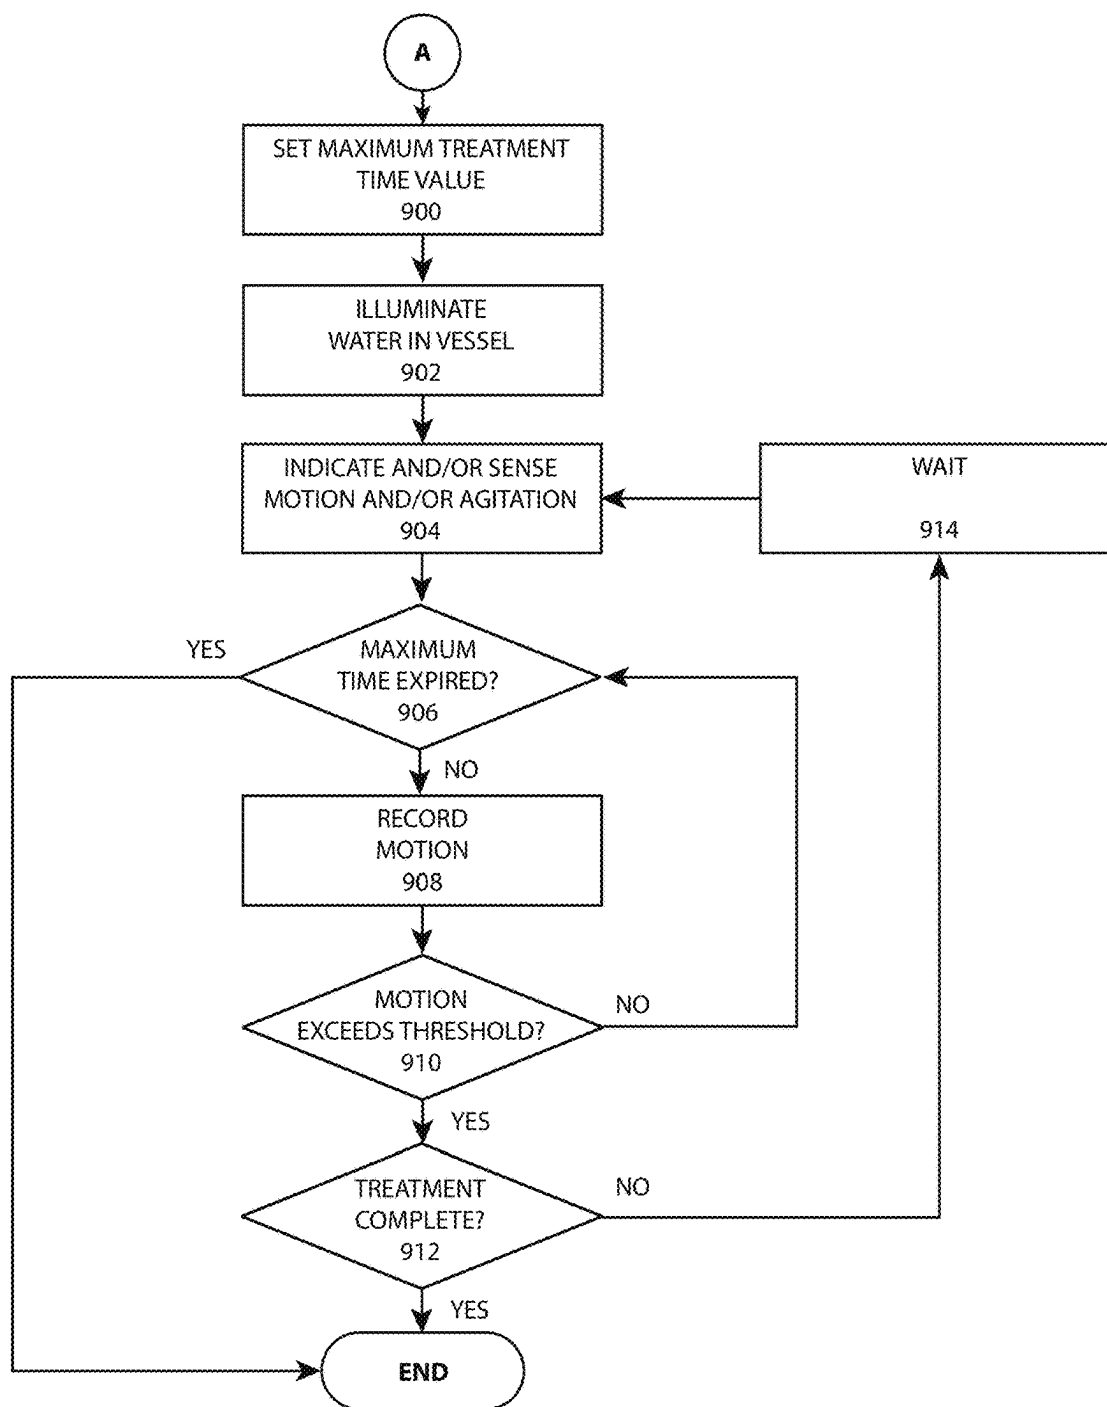 A
SET MAXIMUM TREATMENT
TIME VALUE
900
ILLUMINATE
WATER IN VESSEL
902
INDICATE AND/OR SENSE
MOTION AND/OR AGITATION
904
WAIT
914
YES
MAXIMUM
TIME EXPIRED?
906
NO
RECORD
MOTION
908
MOTION
EXCEEDS THRESHOLD?
910
NO
YES
TREATMENT
COMPLETE?
912
NO
YES
END